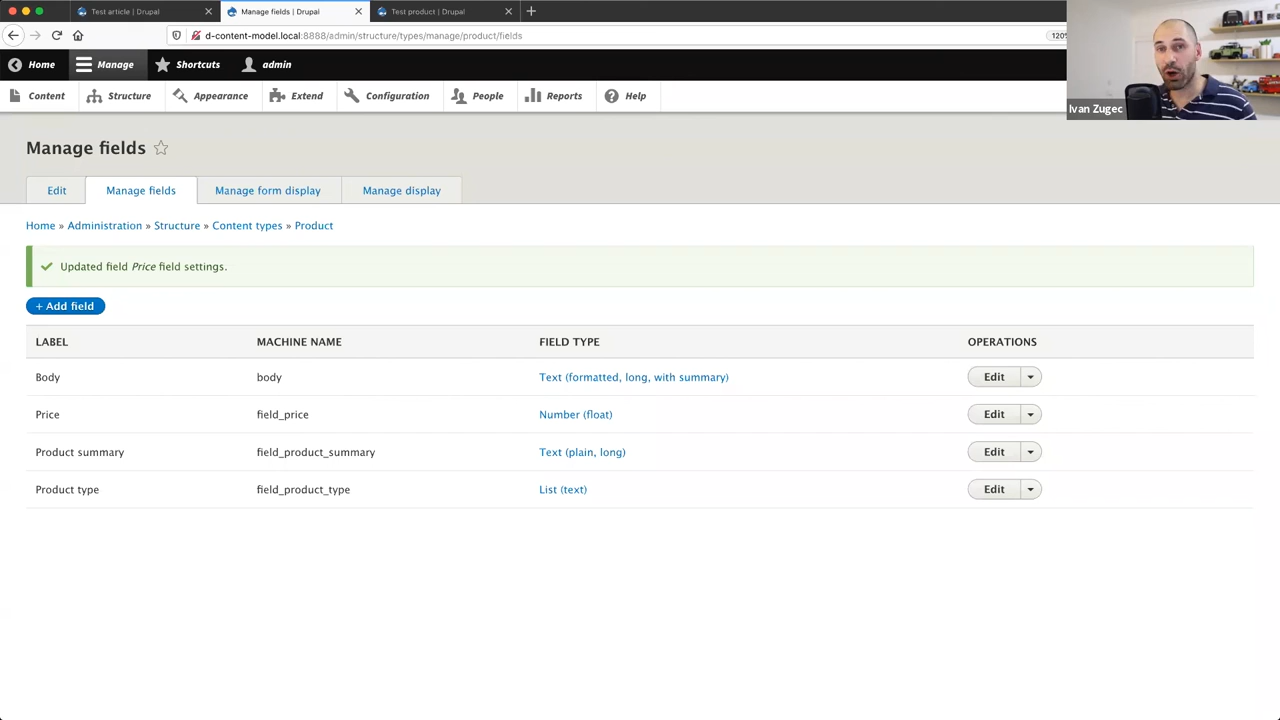 Test article | Drupal
Manage fields | Drupal
Test product | Drupal
d-content-model.local:8888/admin/structure/types/manage/product/fields
120%
Home
Manage
Shortcuts
admin
Content
Structure
Appearance
Extend
Configuration
People
Reports
Help
Ivan Zugec
Manage fields
Edit
Manage fields
Manage form display
Manage display
Home » Administration » Structure » Content types » Product
Updated field Price field settings.
+ Add field
LABEL MACHINE NAME FIELD TYPE OPERATIONS
Body body Text (formatted, long, with summary) Edit
Price field_price Number (float) Edit
Product summary field_product_summary Text (plain, long) Edit
Product type field_product_type List (text) Edit